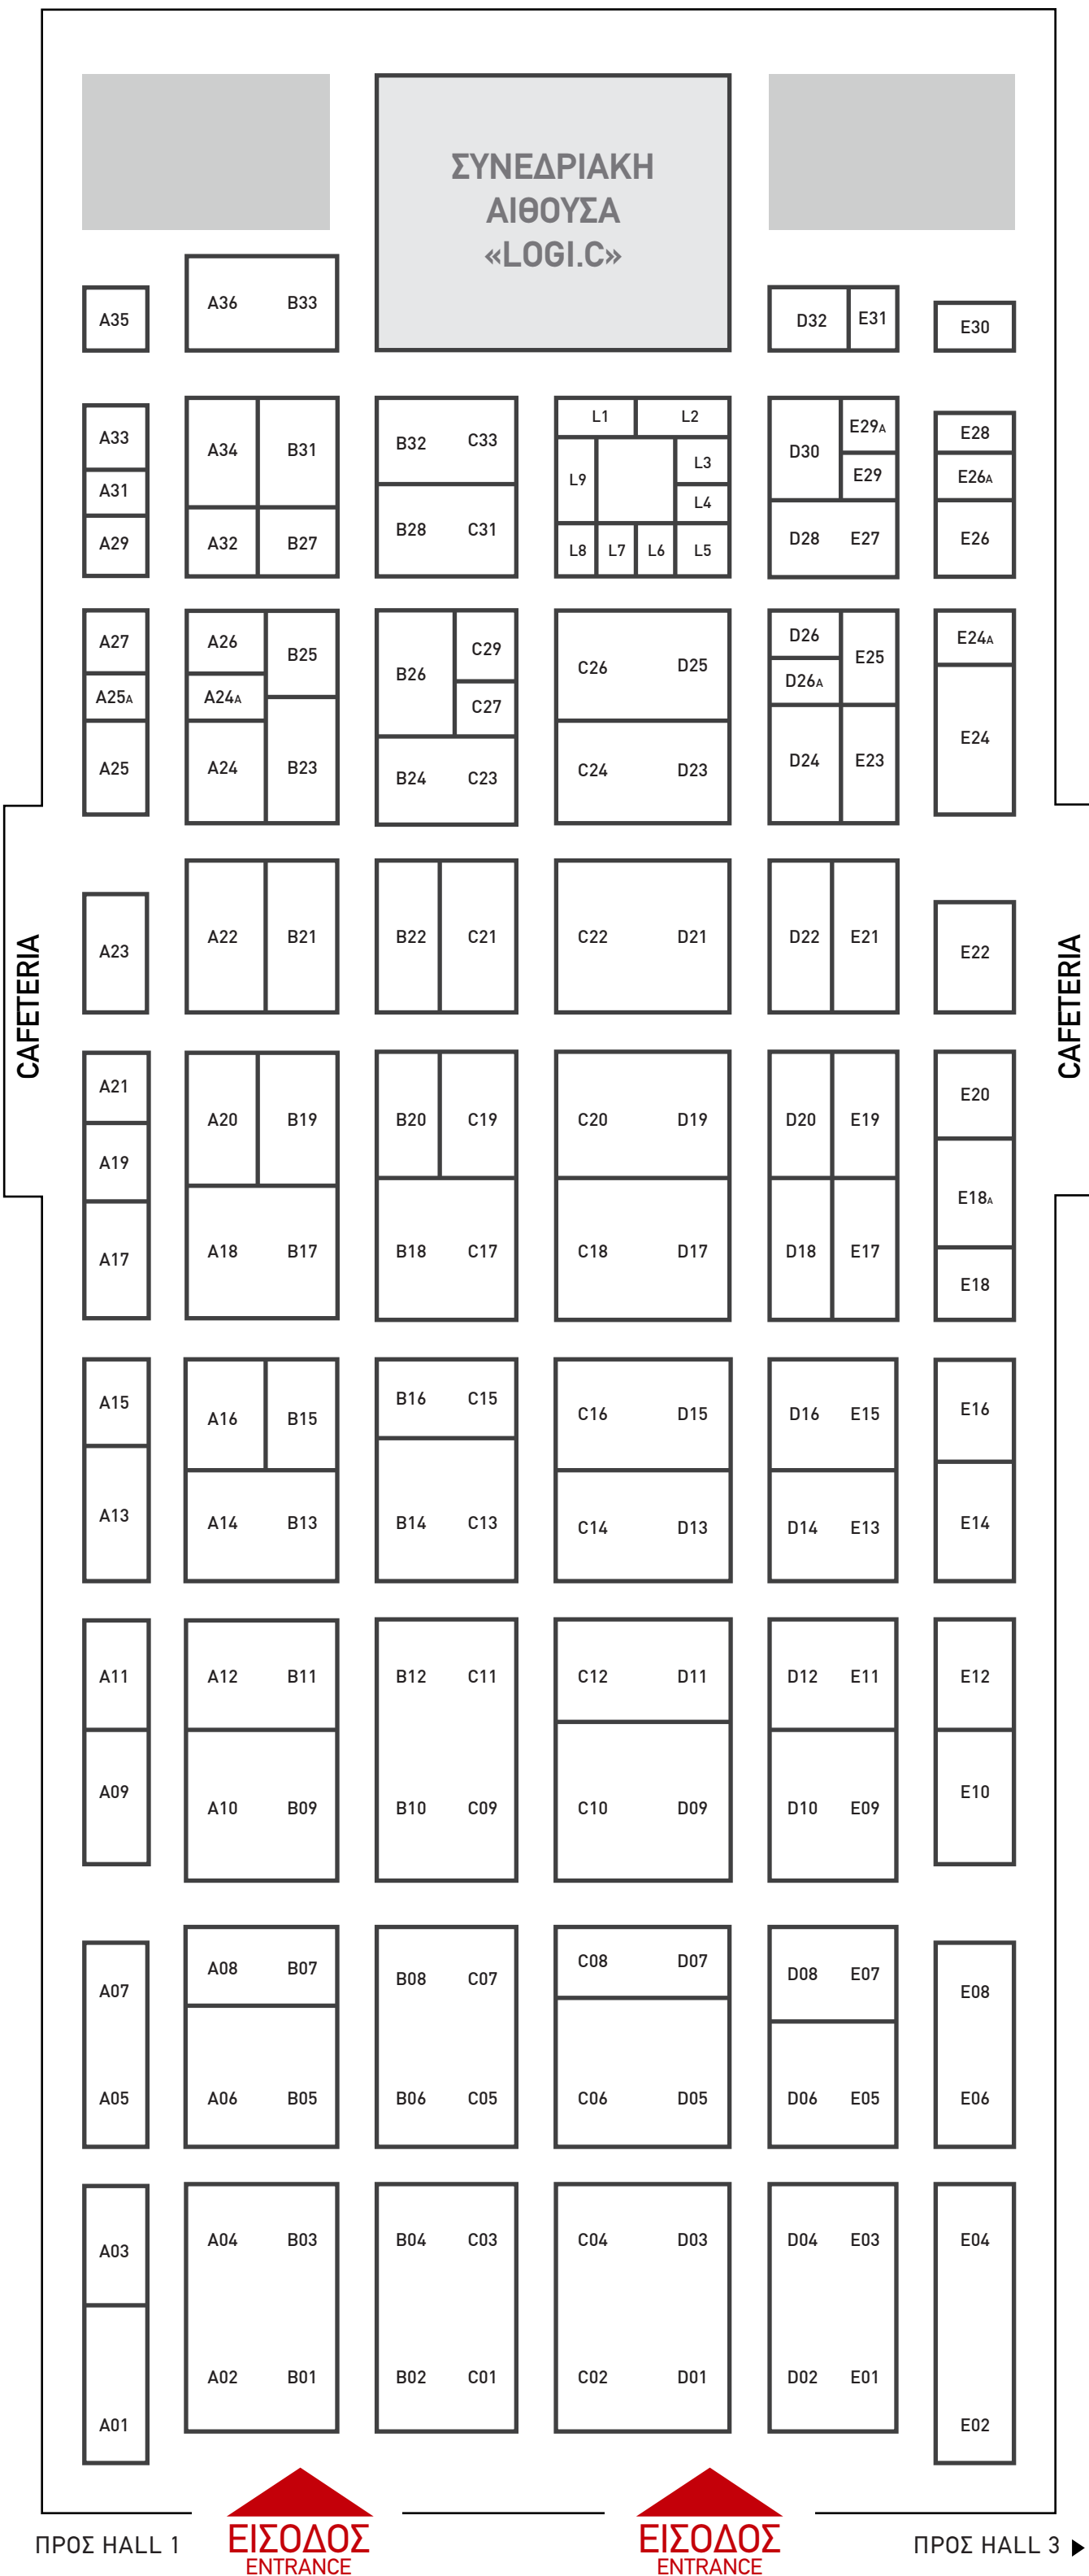 ΣΥΝΕΔΡΙΑΚΗ
ΑΙΘΟΥΣΑ
«LOGI.C»
A35
A36 B33
D32 E31
E30
A33
A31
A29
A34 B31
A32 B27
B32 C33
B28 C31
L1 L2
L9 L3
L4
L8 L7 L6 L5
D30 E29A
E29
D28 E27
E28
E26A
E26
A27
A25A
A25
A26 B25
A24A
A24 B23
B26 C29
C27
B24 C23
C26 D25
C24 D23
D26 E25
D26A
D24 E23
E24A
E24
CAFETERIA
A23
A22 B21
B22 C21
C22 D21
D22 E21
E22
CAFETERIA
A21
A19
A17
A20 B19
A18 B17
B20 C19
B18 C17
C20 D19
C18 D17
D20 E19
D18 E17
E20
E18A
E18
A15
A13
A16 B15
A14 B13
B16 C15
B14 C13
C16 D15
C14 D13
D16 E15
D14 E13
E16
E14
A11
A09
A12 B11
A10 B09
B12 C11
B10 C09
C12 D11
C10 D09
D12 E11
D10 E09
E12
E10
A07
A05
A08 B07
A06 B05
B08 C07
B06 C05
C08 D07
C06 D05
D08 E07
D06 E05
E08
E06
A03
A01
A04 B03
A02 B01
B04 C03
B02 C01
C04 D03
C02 D01
D04 E03
D02 E01
E04
E02
ΠΡΟΣ HALL 1
ΕΙΣΟΔΟΣ
ENTRANCE
ΕΙΣΟΔΟΣ
ENTRANCE
ΠΡΟΣ HALL 3